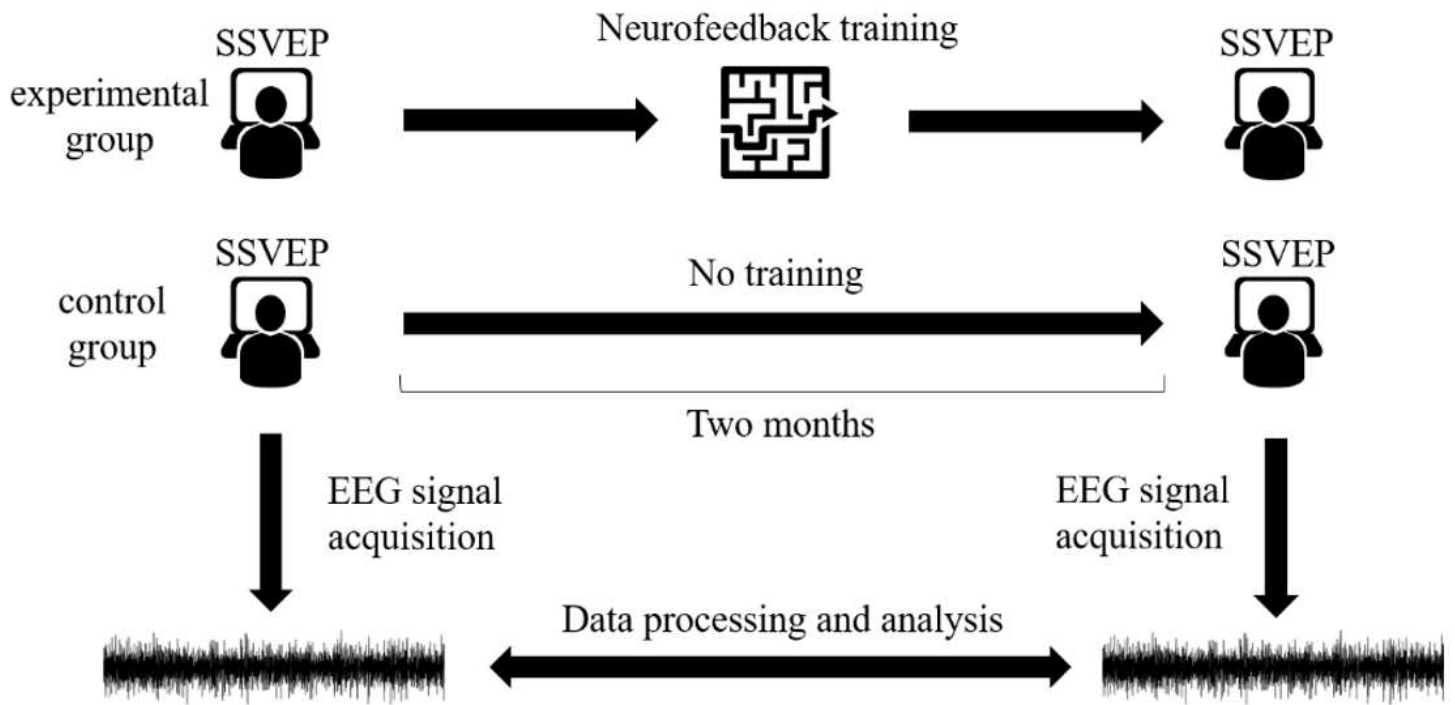 SSVEP
Neurofeedback training
SSVEP
experimental
group
SSVEP
No training
SSVEP
control
group
Two months
EEG signal
acquisition
EEG signal
acquisition
Data processing and analysis